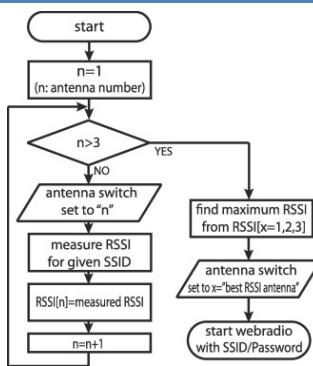 start
n=1
(n: antenna number)
n>3
YES
NO
antenna switch
set to "n"
measure RSSI
for given SSID
RSSI[n]=measured RSSI
n=n+1
find maximum RSSI
from RSSI[x=1,2,3]
antenna switch
set to x="best RSSI antenna"
start webradio
with SSID/Password